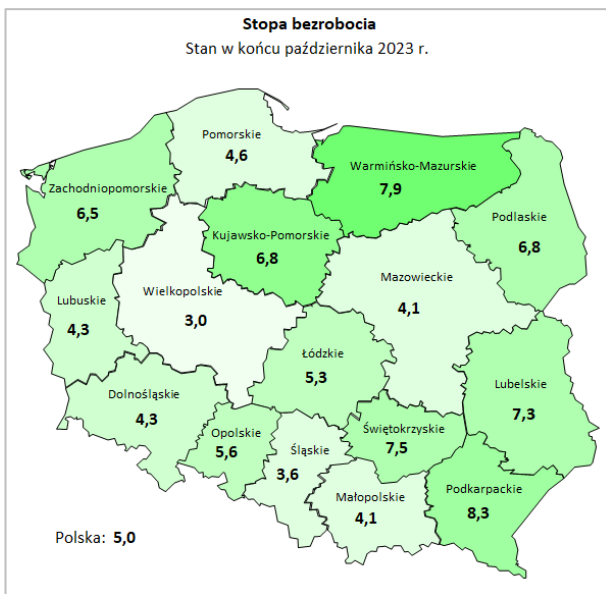 Stopa bezrobocia
Stan w końcu października 2023 r.
Pomorskie
4,6
Warmińsko-Mazurskie
7,9
Zachodniopomorskie
6,5
Podlaskie
6,8
Kujawsko-Pomorskie
6,8
Mazowieckie
4,1
Lubuskie
4,3
Wielkopolskie
3,0
Łódzkie
5,3
Lubelskie
7,3
Dolnośląskie
4,3
Opolskie
5,6
Śląskie
3,6
Świętokrzyskie
7,5
Małopolskie
4,1
Podkarpackie
8,3
Polska: 5,0